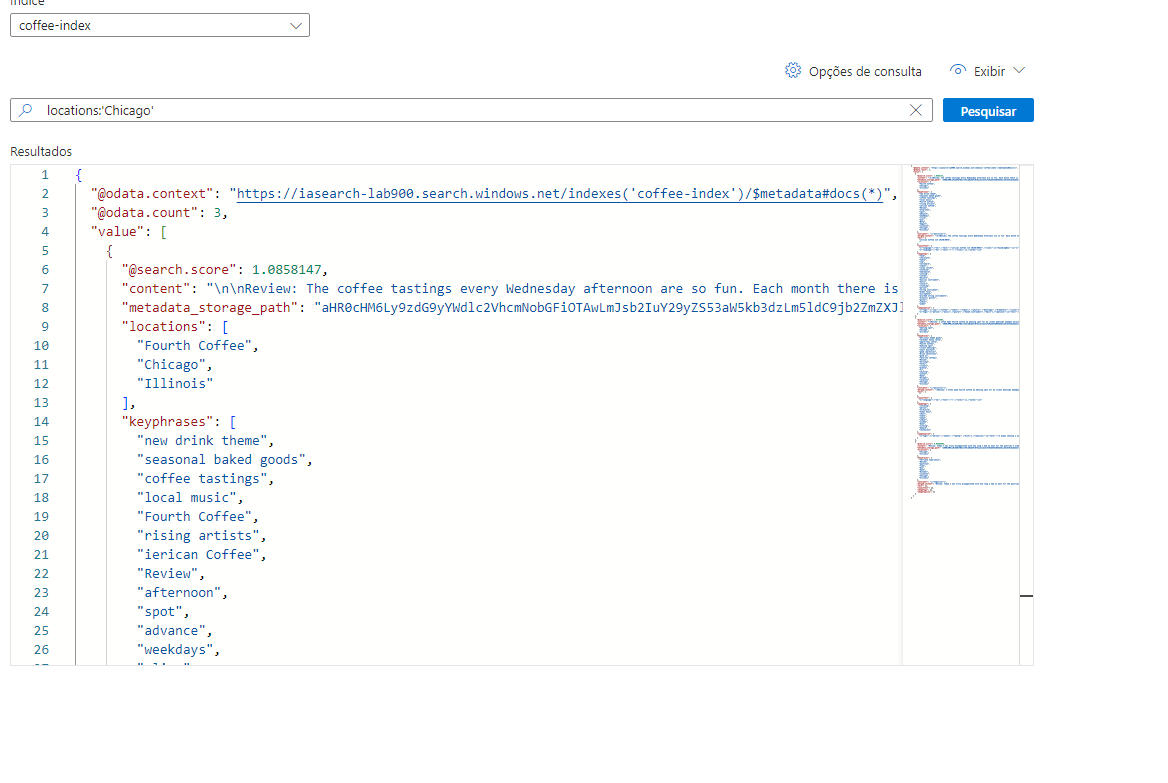 Índice
coffee-index
Opções de consulta
Exibir
locations:'Chicago'
Pesquisar
Resultados
1 {
2 "@odata.context": "https://iasearch-lab900.search.windows.net/indexes('coffee-index')/$metadata#docs(*)",
3 "@odata.count": 3,
4 "value": [
5 {
6 "@search.score": 1.0858147,
7 "content": "\n\nReview: The coffee tastings every Wednesday afternoon are so fun. Each month there is
8 "metadata_storage_path":
9 "locations": [
10 "Fourth Coffee",
11 "Chicago",
12 "Illinois"
13 ],
14 "keyphrases": [
15 "new drink theme",
16 "seasonal baked goods",
17 "coffee tastings",
18 "local music",
19 "Fourth Coffee",
20 "rising artists",
21 "ierican Coffee",
22 "Review",
23 "afternoon",
24 "spot",
25 "advance",
26 "weekdays",